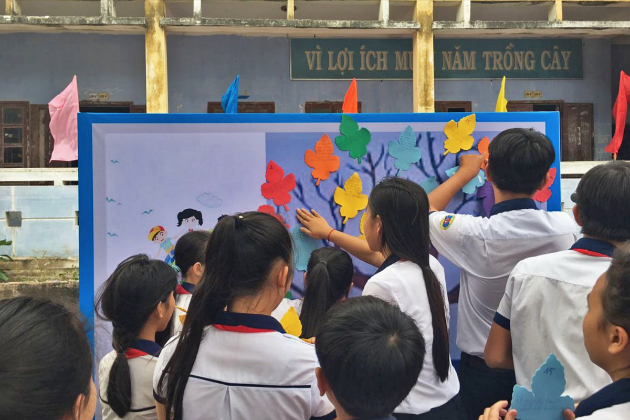 VÌ LỢI ÍCH MƯ NĂM TRỒNG CÂY